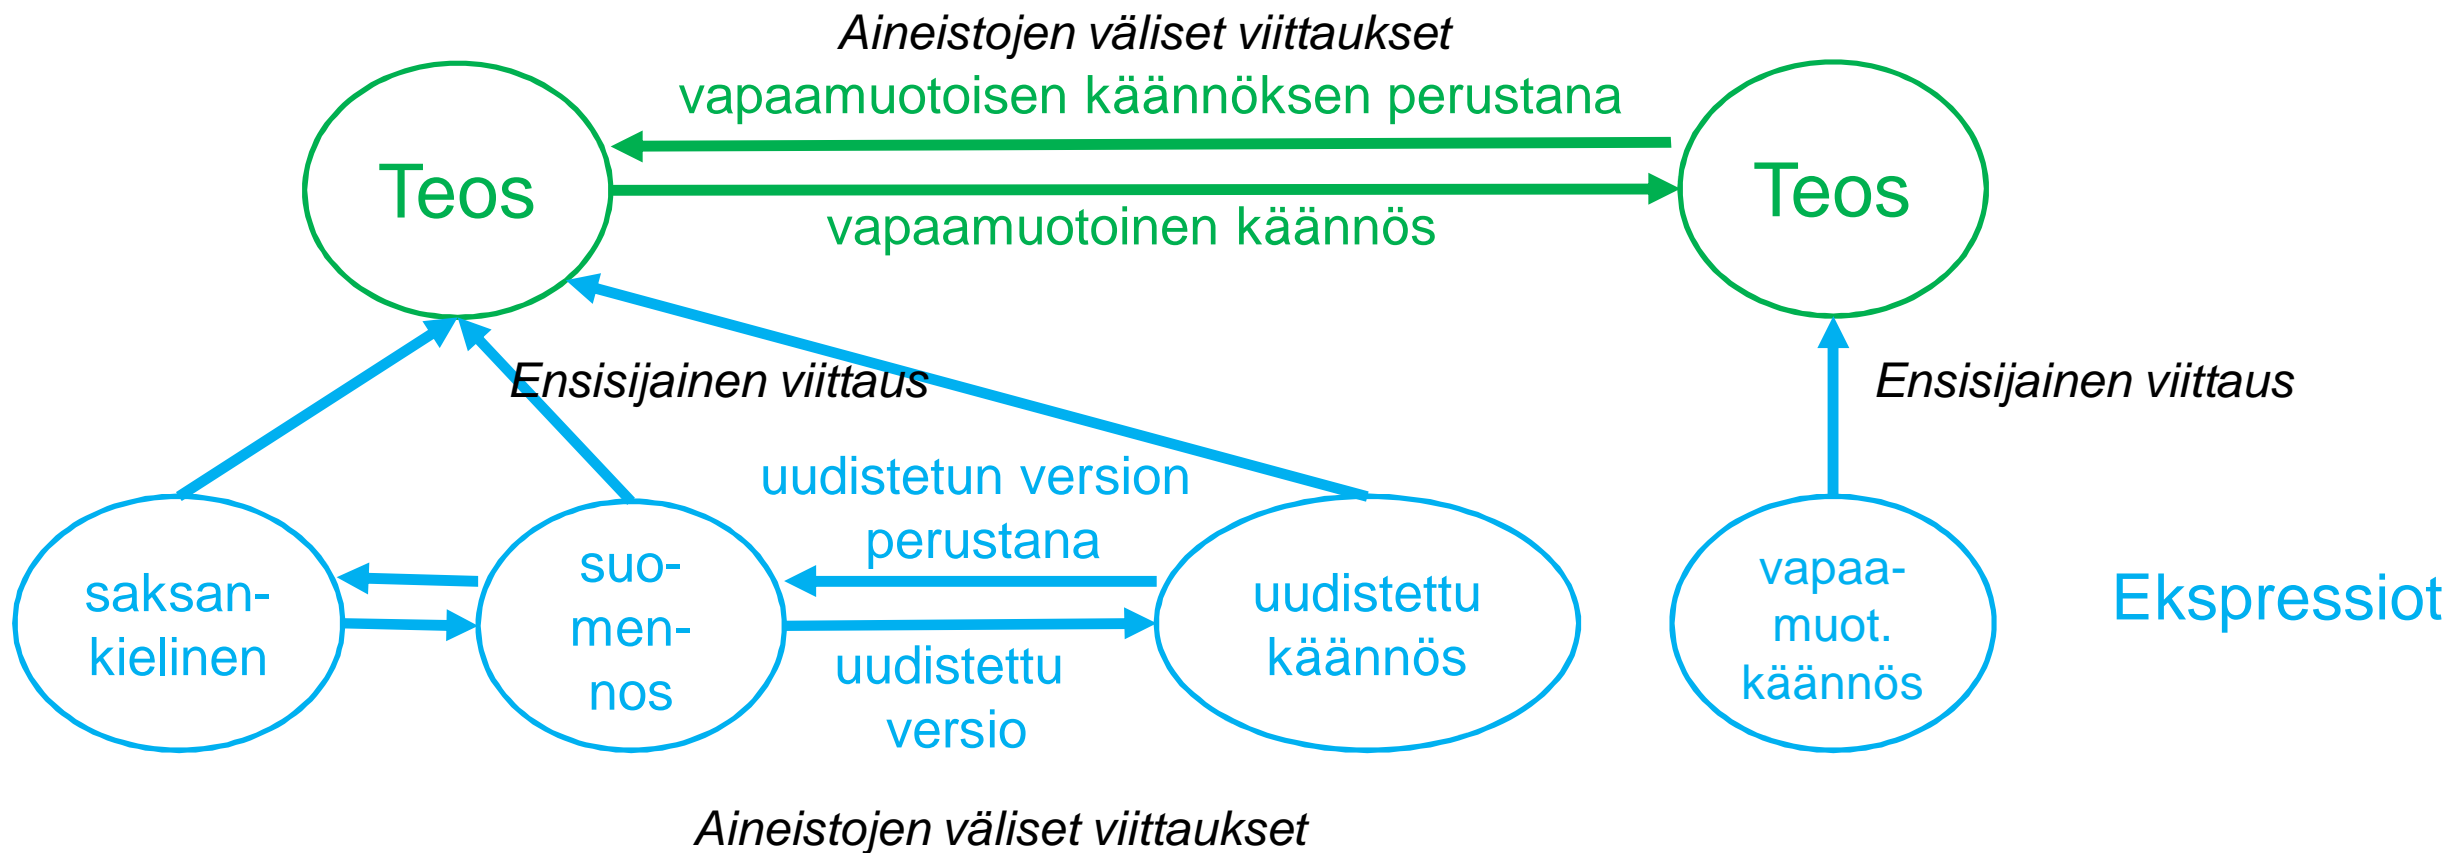 Aineistojen väliset viittaukset
vapaamuotoisen käännöksen perustana
Teos
Teos
vapaamuotoinen käännös
Ensisijainen viittaus
Ensisijainen viittaus
uudistetun version
perustana
saksan-
kielinen
suo-
men-
nos
uudistettu
versio
uudistettu
käännös
vapaa-
muot.
käännös
Ekspressiot
Aineistojen väliset viittaukset